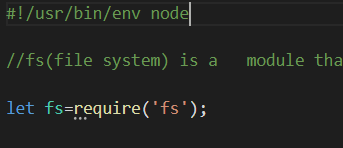 #!/usr/bin/env node
//fs(file system) is a module tha
let fs=require('fs');